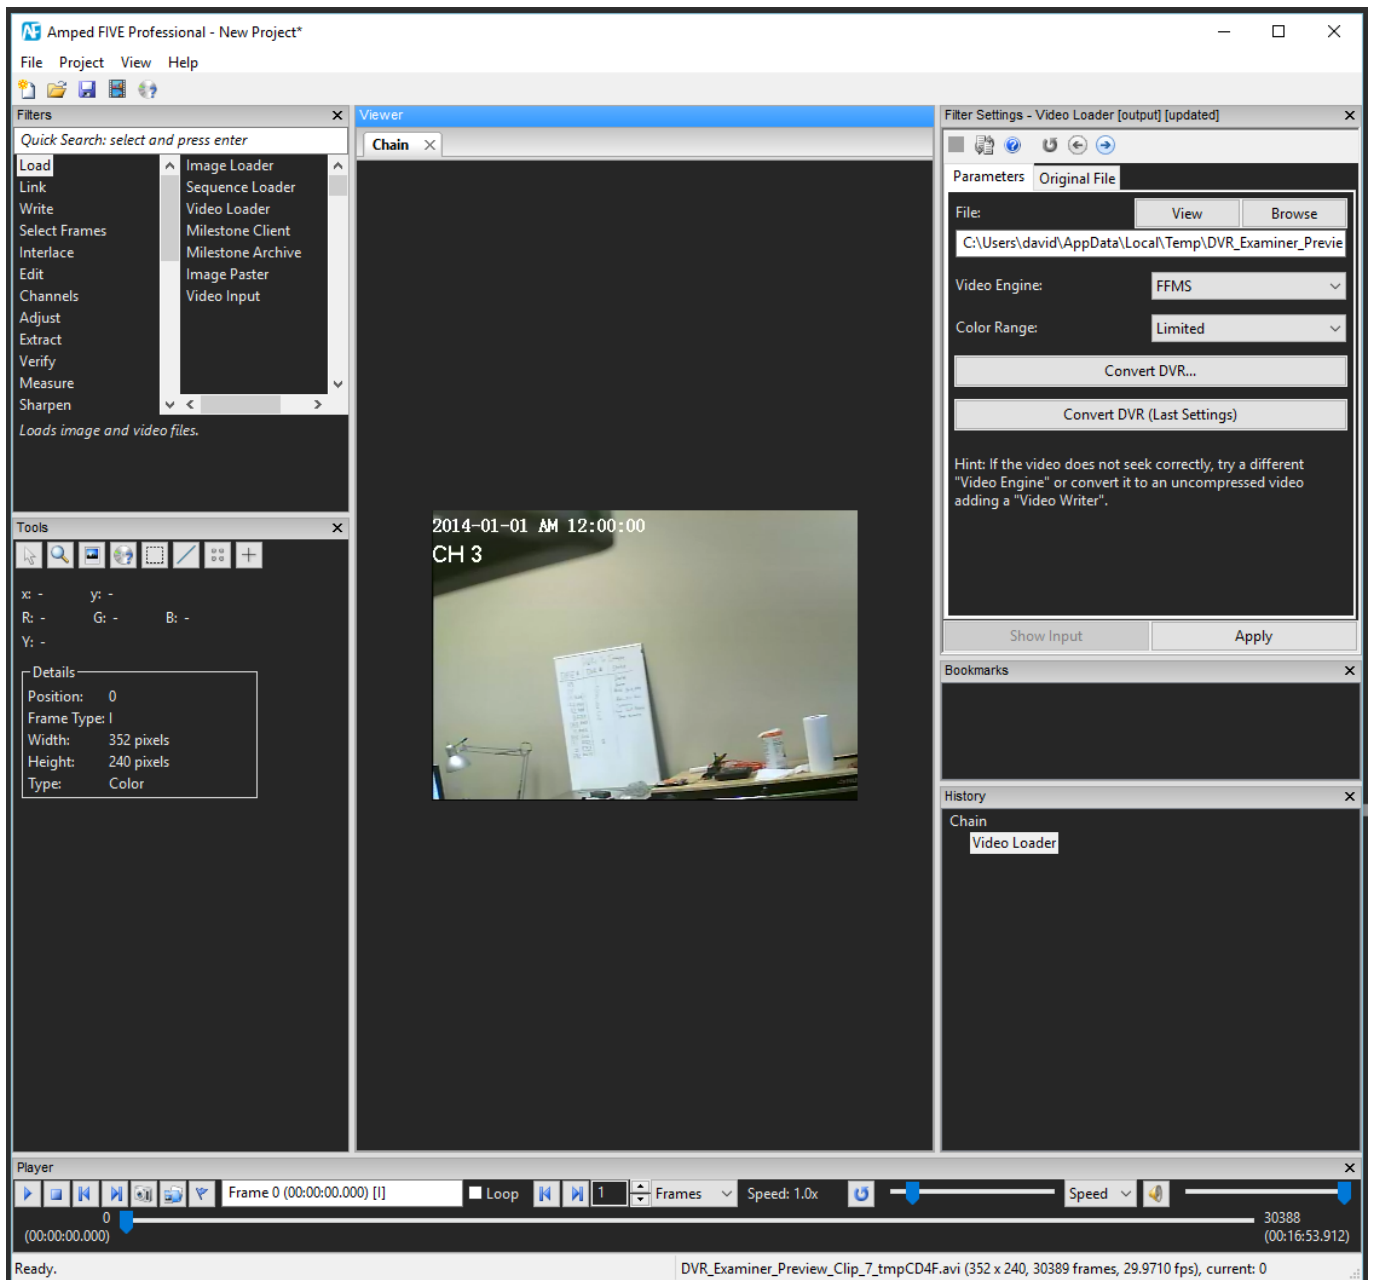 Amped FIVE Professional - New Project*
File Project View Help
Filters
Quick Search: select and press enter
Load
Link
Write
Select Frames
Interlace
Edit
Channels
Adjust
Extract
Verify
Measure
Sharpen
Image Loader
Sequence Loader
Video Loader
Milestone Client
Milestone Archive
Image Paster
Video Input
Loads image and video files.
Tools
x: - y: -
R: - G: - B: -
Y: -
Details
Position: 0
Frame Type: I
Width: 352 pixels
Height: 240 pixels
Type: Color
Viewer
Chain
2014-01-01 AM 12:00:00
CH 3
Filter Settings - Video Loader [output] [updated]
Parameters Original File
File: View Browse
C:\Users\david\AppData\Local\Temp\DVR_Examiner_Previe
Video Engine: FFMS
Color Range: Limited
Convert DVR...
Convert DVR (Last Settings)
Hint: If the video does not seek correctly, try a different
"Video Engine" or convert it to an uncompressed video
adding a "Video Writer".
Show Input Apply
Bookmarks
History
Chain
Video Loader
Player
Frame 0 (00:00:00.000) [I] Loop 1 Frames Speed: 1.0x Speed
0 30388
(00:00:00.000) (00:16:53.912)
Ready. DVR_Examiner_Preview_Clip_7_tmpCD4F.avi (352 x 240, 30389 frames, 29.9710 fps), current: 0